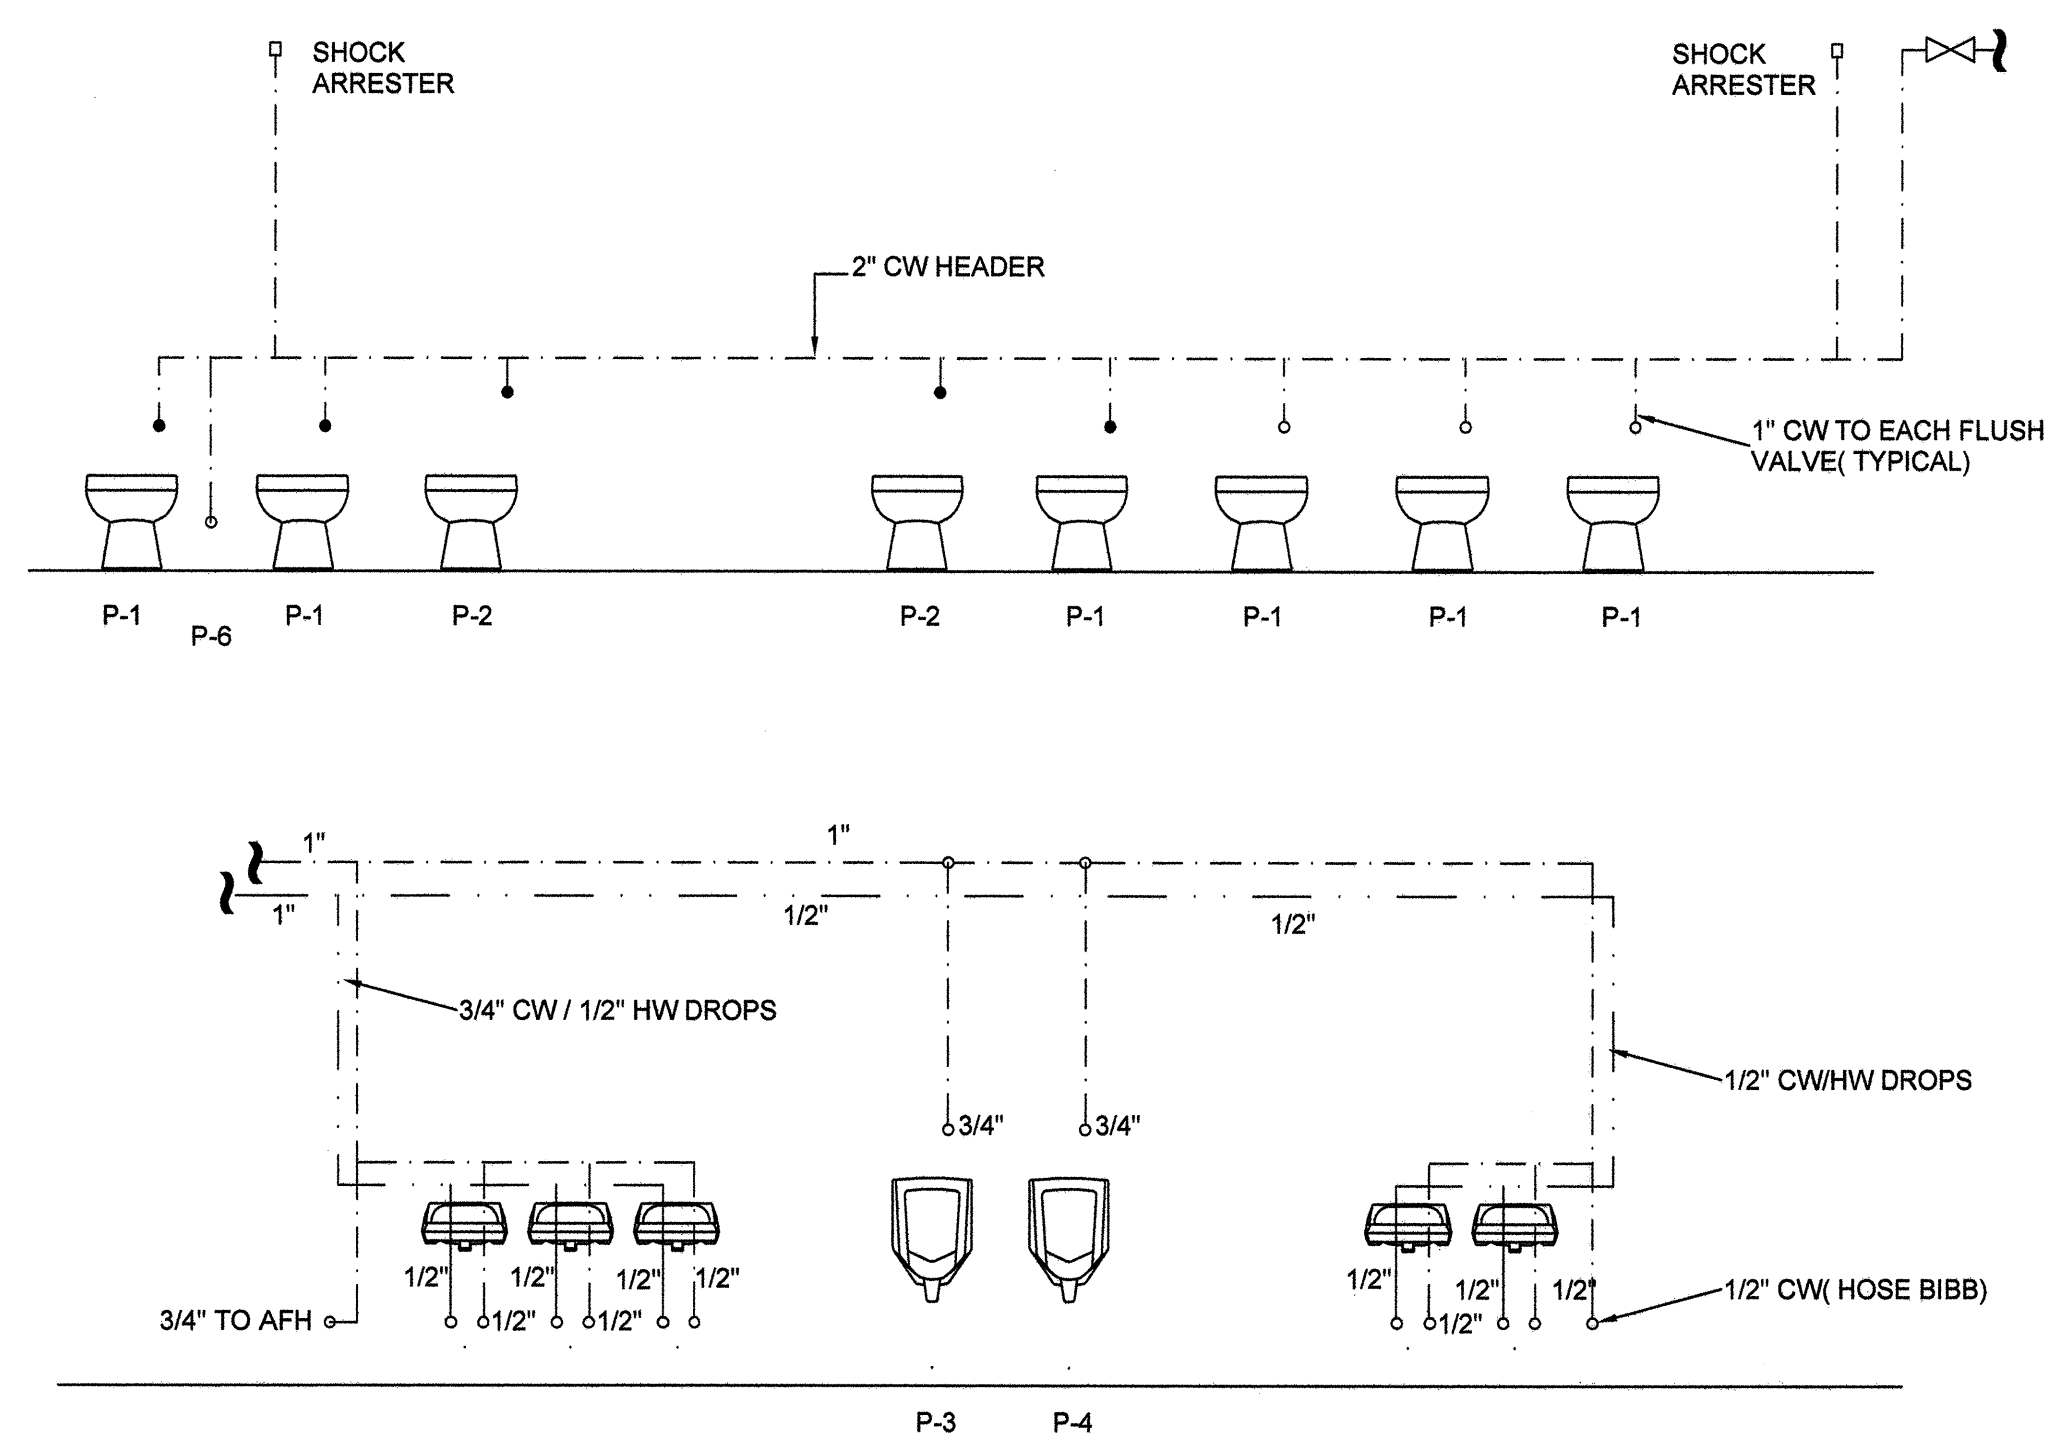 SHOCK
ARRESTER
SHOCK
ARRESTER
2" CW HEADER
1" CW TO EACH FLUSH
VALVE( TYPICAL)
P-1
P-6
P-1
P-2
P-2
P-1
P-1
P-1
P-1
1"
1"
1"
1/2"
1/2"
3/4" CW / 1/2" HW DROPS
1/2" CW/HW DROPS
3/4"
3/4"
1/2"
1/2"
1/2"
1/2"
1/2"
1/2"
1/2"
1/2"
1/2"
1/2"
3/4" TO AFH
1/2" CW( HOSE BIBB)
P-3
P-4